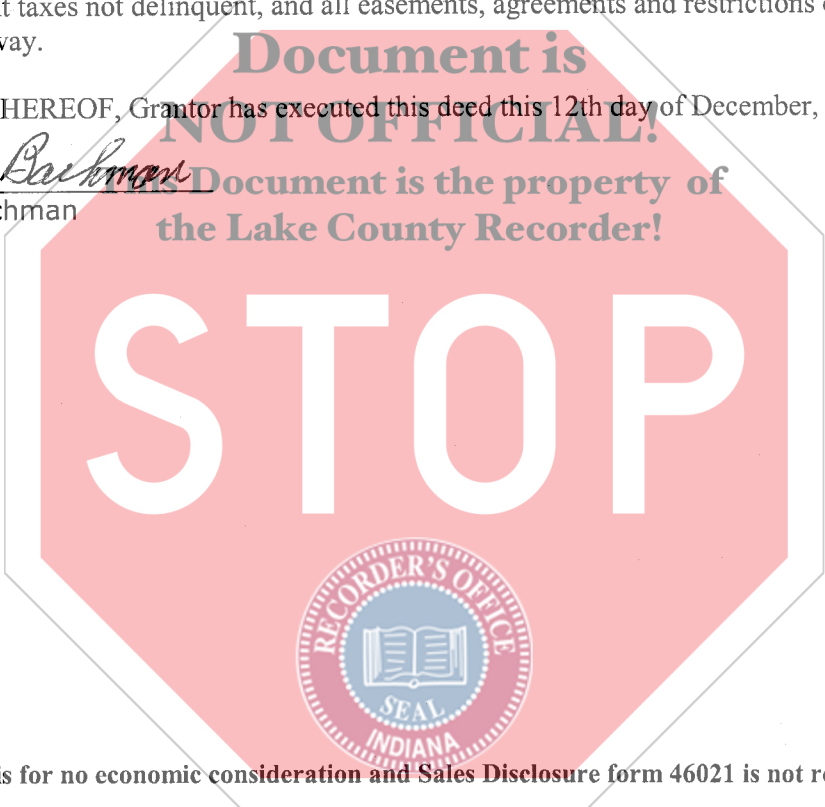 t taxes not delinquent, and all easements, agreements and restrictions
way.
Document is
HEREOF, Grantor has executed this deed this 12th day of December,
NOT OFFICIAL!
Bachman
This Document is the property of
chman
the Lake County Recorder!
STOP
RECORDER'S OFFICE
SEAL
INDIANA
is for no economic consideration and Sales Disclosure form 46021 is not